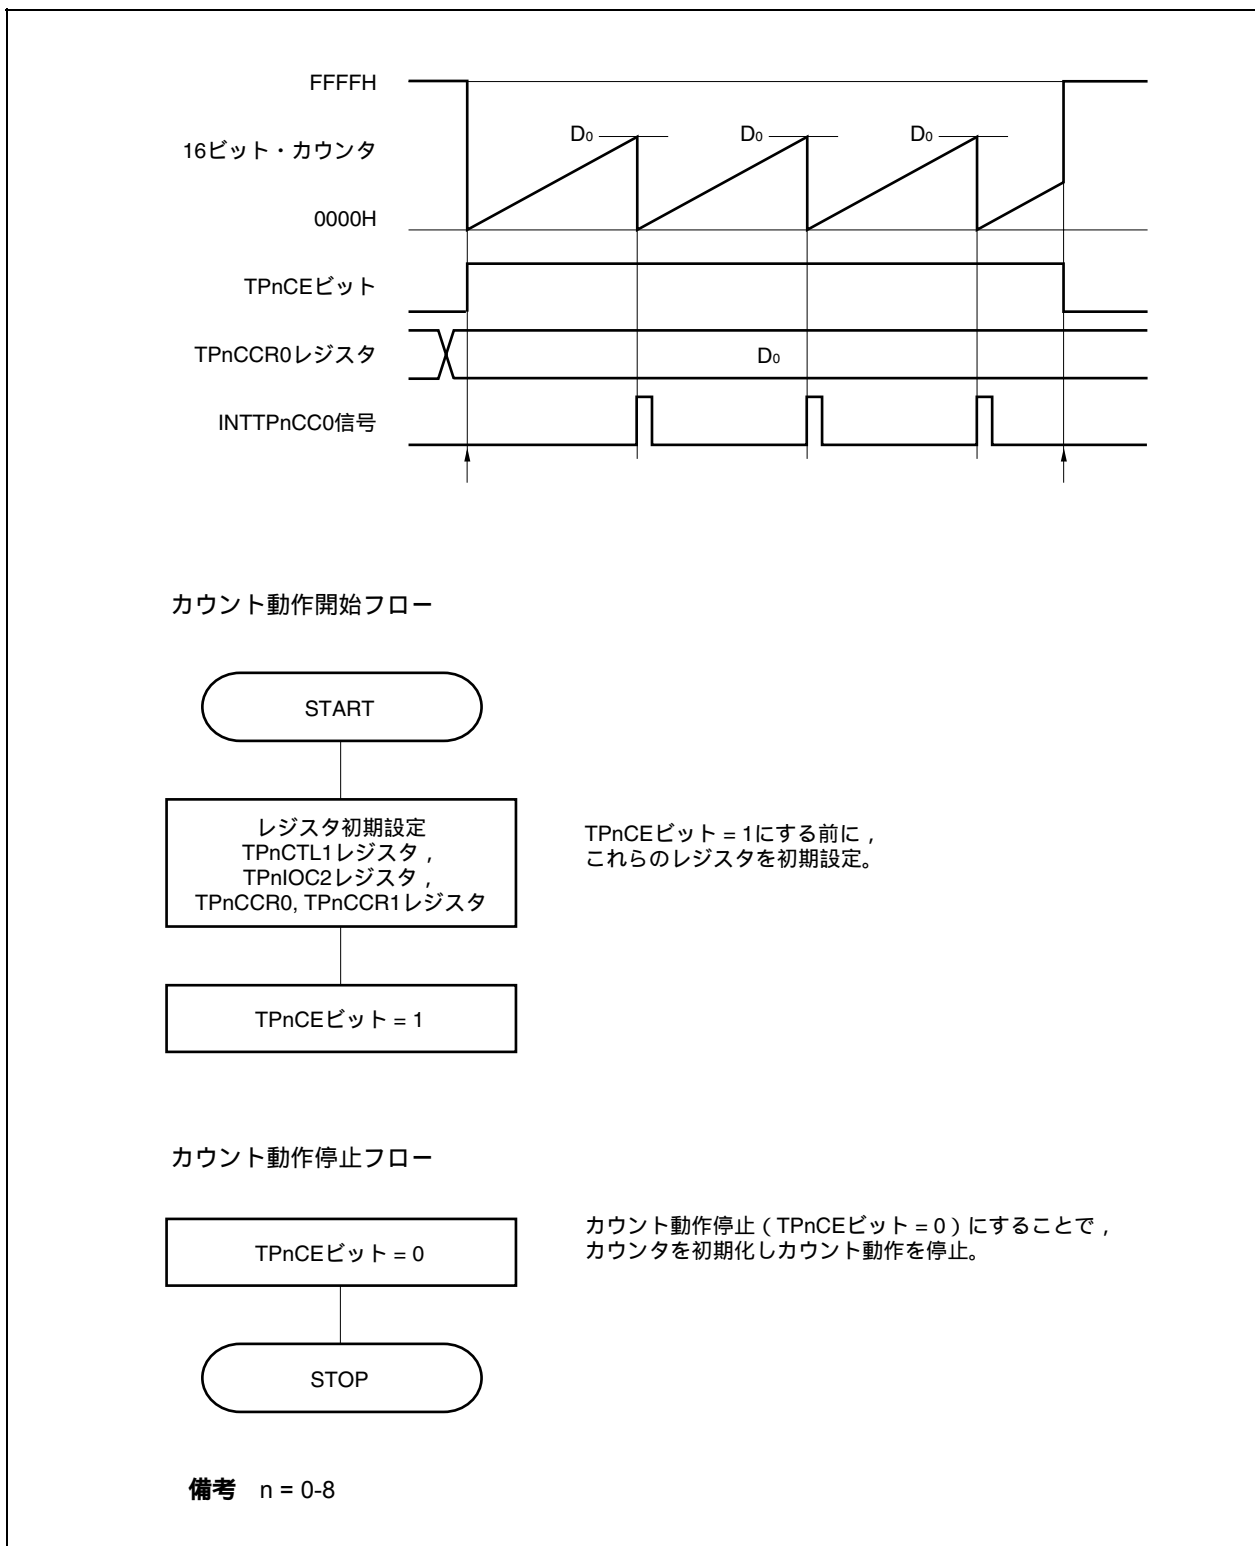 FFFFH
16ビット・カウンタ
0000H
D0 D0 D0
TPnCEビット
TPnCCR0レジスタ
D0
INTTPnCC0信号
カウント動作開始フロー
START
レジスタ初期設定
TPnCTL1レジスタ，
TPnIOC2レジスタ，
TPnCCR0, TPnCCR1レジスタ
TPnCEビット = 1にする前に，
これらのレジスタを初期設定。
TPnCEビット = 1
カウント動作停止フロー
TPnCEビット = 0
カウント動作停止（TPnCEビット = 0）にすることで，
カウンタを初期化しカウント動作を停止。
STOP
備考 n = 0-8